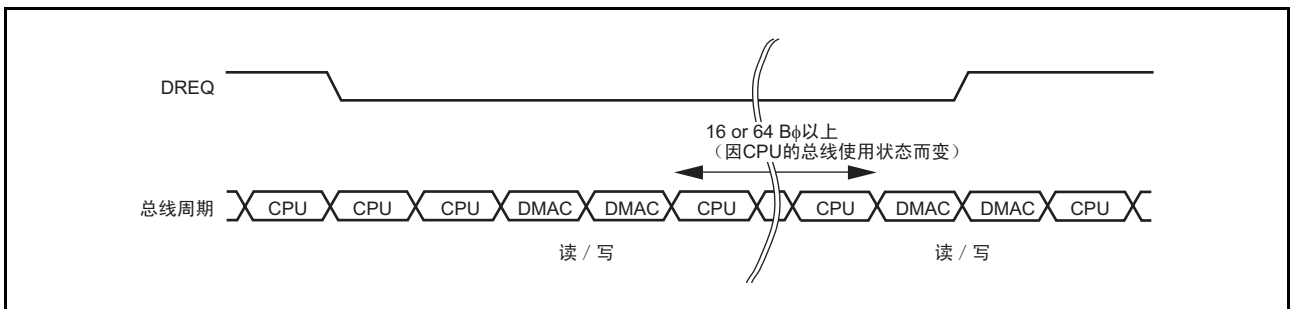 DREQ
16 or 64 Bφ以上
（因CPU的总线使用状态而变）
总线周期 CPU CPU CPU DMAC DMAC CPU CPU DMAC DMAC CPU
读 / 写 读 / 写